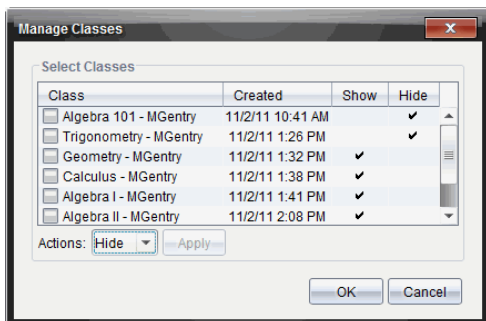 Manage Classes
x
Select Classes
Class Created Show Hide
Algebra 101 - MGentry 11/2/11 10:41 AM ✔
Trigonometry - MGentry 11/2/11 1:26 PM ✔
Geometry - MGentry 11/2/11 1:32 PM ✔
Calculus - MGentry 11/2/11 1:38 PM ✔
Algebra I - MGentry 11/2/11 1:41 PM ✔
Algebra II - MGentry 11/2/11 2:08 PM ✔
Actions: Hide Apply
OK Cancel